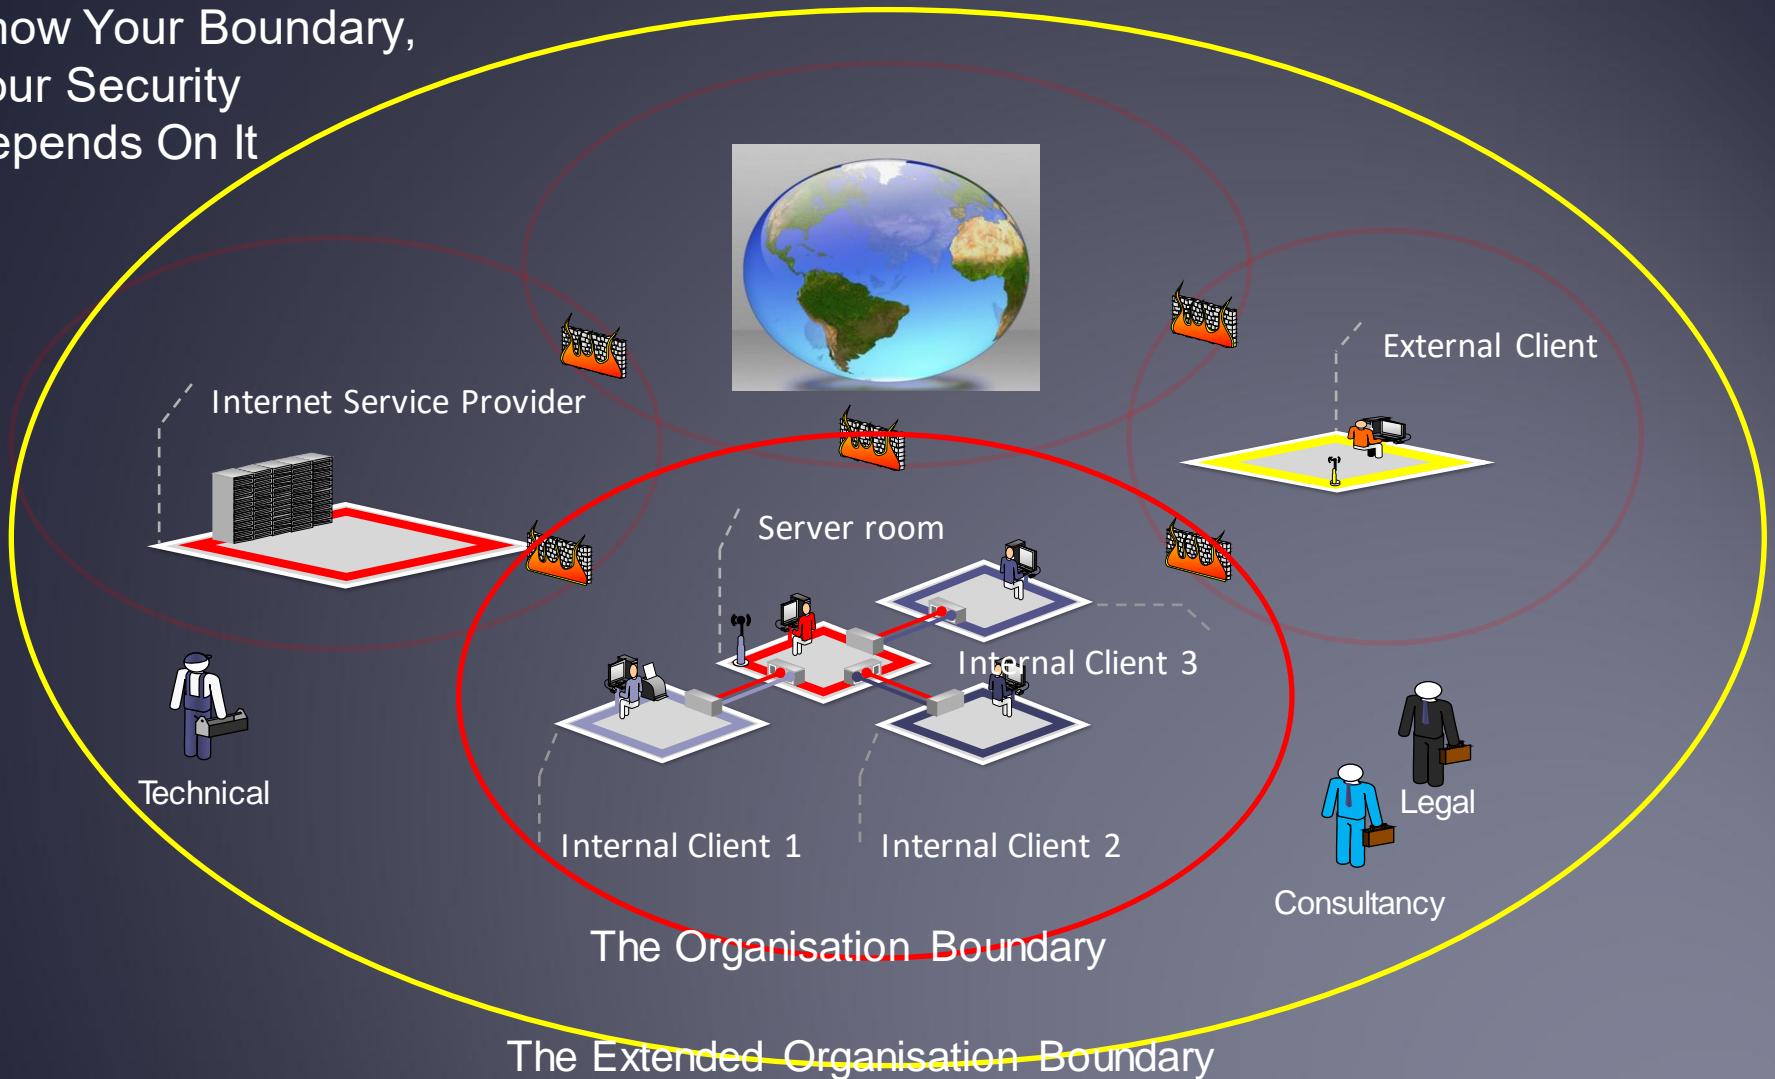 now Your Boundary,
our Security
epends On It
External Client
Internet Service Provider
Server room
Internal Client 3
Technical
Legal
Internal Client 1
Internal Client 2
Consultancy
The Organisation Boundary
The Extended Organisation Boundary